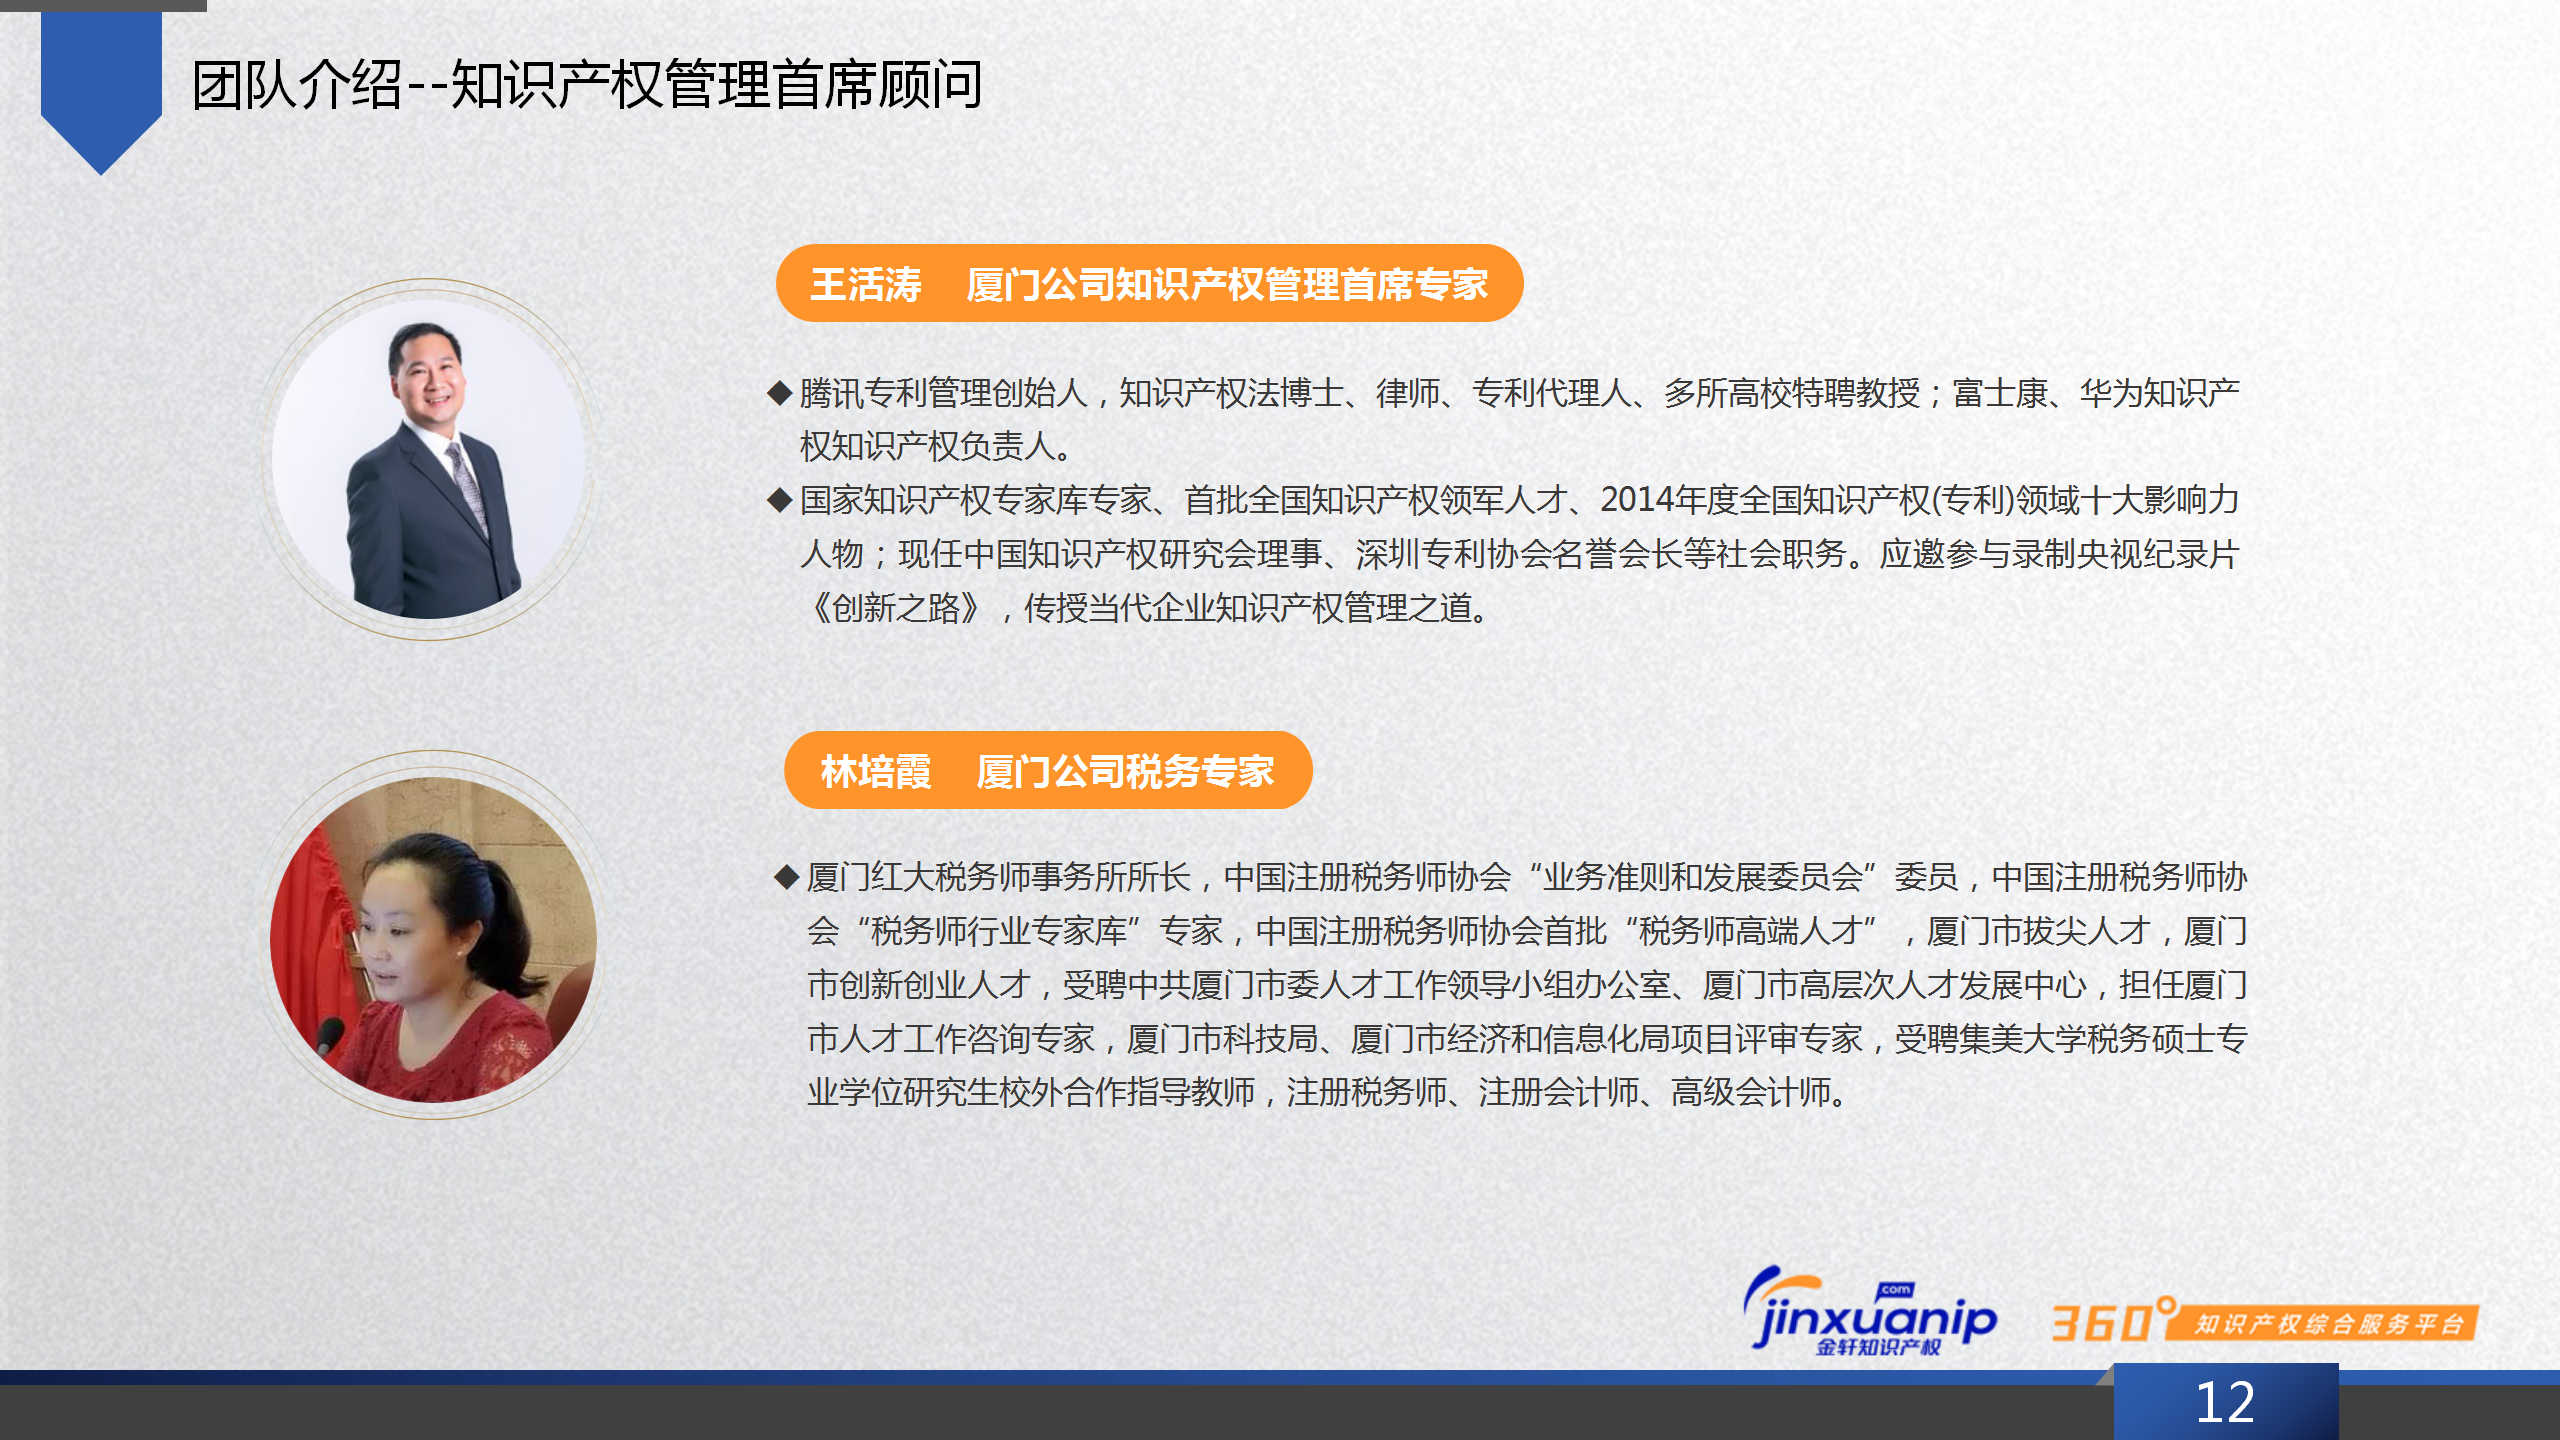 团队介绍--知识产权管理首席顾问
王活涛 厦门公司知识产权管理首席专家
◆腾讯专利管理创始人，知识产权法博士、律师、专利代理人、多所高校特聘教授；富士康、华为知识产
权知识产权负责人。
◆国家知识产权专家库专家、首批全国知识产权领军人才、2014年度全国知识产权(专利)领域十大影响力
人物；现任中国知识产权研究会理事、深圳专利协会名誉会长等社会职务。应邀参与录制央视纪录片
《创新之路》，传授当代企业知识产权管理之道。
林培霞 厦门公司税务专家
◆厦门红大税务师事务所所长，中国注册税务师协会“业务准则和发展委员会”委员，中国注册税务师协
会“税务师行业专家库”专家，中国注册税务师协会首批“税务师高端人才”，厦门市拔尖人才，厦门
市创新创业人才，受聘中共厦门市委人才工作领导小组办公室、厦门市高层次人才发展中心，担任厦门
市人才工作咨询专家，厦门市科技局、厦门市经济和信息化局项目评审专家，受聘集美大学税务硕士专
业学位研究生校外合作指导教师，注册税务师、注册会计师、高级会计师。
.com
jinxuanip
金轩知识产权
360° 知识产权综合服务平台
12